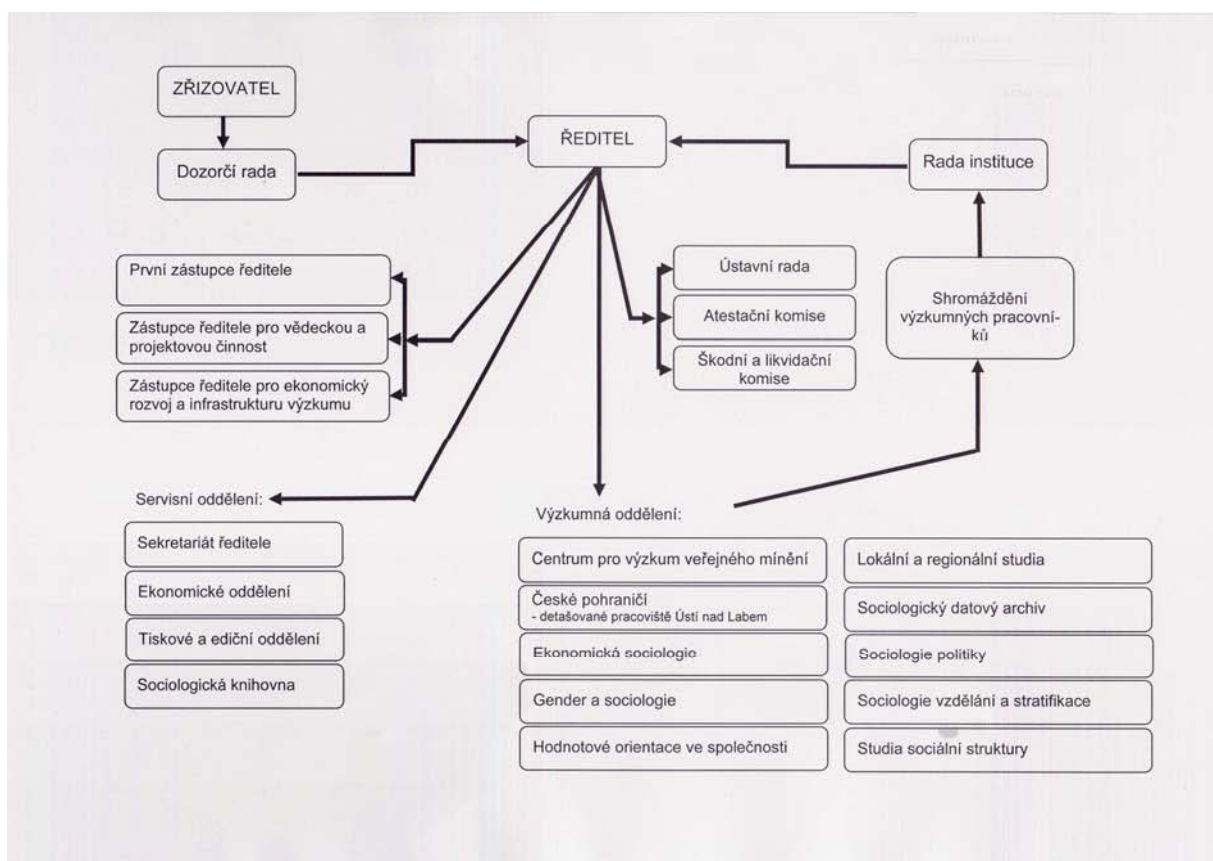 ZŘIZOVATEL
Dozorčí rada
ŘEDITEL
Rada instituce
První zástupce ředitele
Zástupce ředitele pro vědeckou a
projektovou činnost
Zástupce ředitele pro ekonomický
rozvoj a infrastrukturu výzkumu
Ústavní rada
Atestační komise
Škodní a likvidační
komise
Shromáždění
výzkumných pracovní-
ků
Servisní oddělení:
Sekretariát ředitele
Ekonomické oddělení
Tiskové a ediční oddělení
Sociologická knihovna
Výzkumná oddělení:
Centrum pro výzkum veřejného mínění
České pohraničí
- detašované pracoviště Ústí nad Labem
Ekonomická sociologie
Gender a sociologie
Hodnotové orientace ve společnosti
Lokální a regionální studia
Sociologický datový archiv
Sociologie politiky
Sociologie vzdělání a stratifikace
Studia sociální struktury